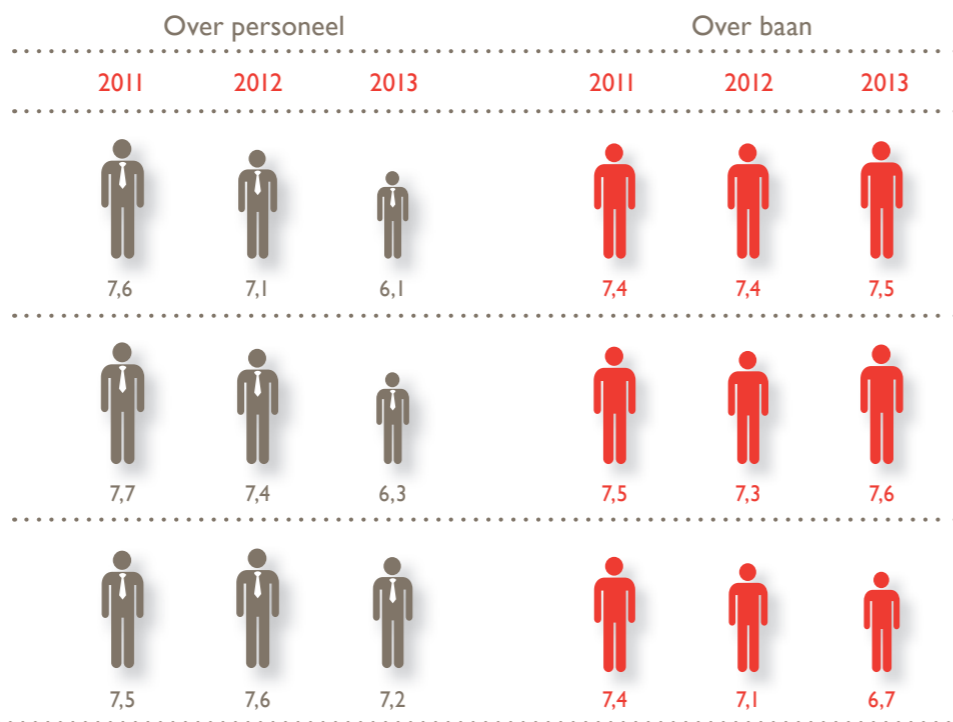 Over personeel Over baan
2011 2012 2013 2011 2012 2013
7,6 7,1 6,1 7,4 7,4 7,5
7,7 7,4 6,3 7,5 7,3 7,6
7,5 7,6 7,2 7,4 7,1 6,7